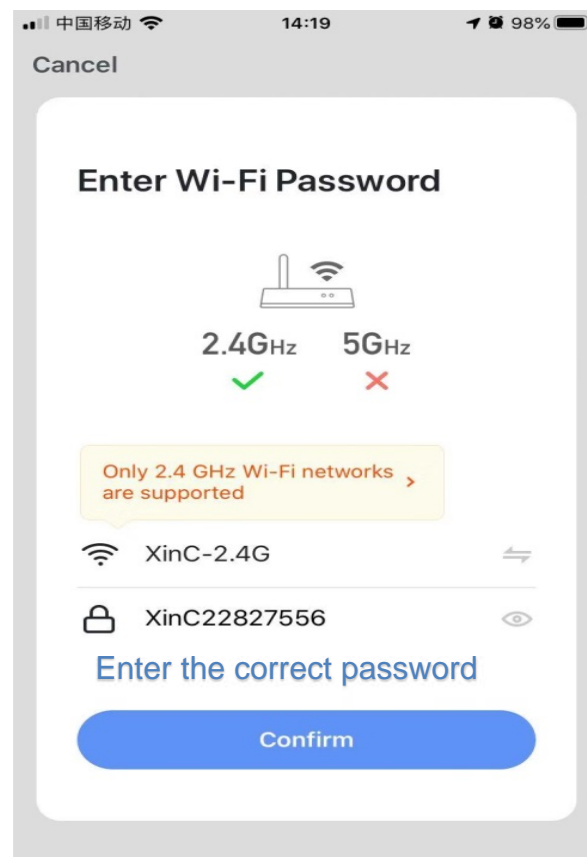 中国移动 14:19 98%
Cancel
Enter Wi-Fi Password
2.4GHz 5GHz
Only 2.4 GHz Wi-Fi networks
are supported
XinC-2.4G
XinC22827556
Enter the correct password
Confirm